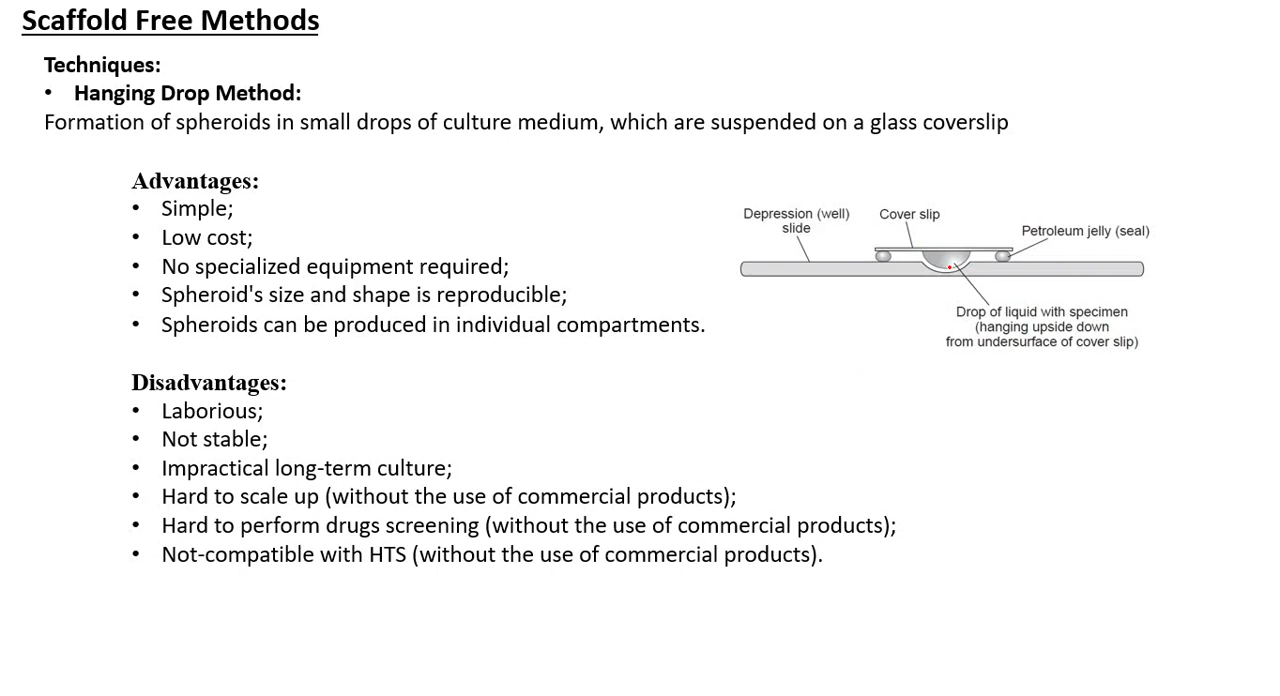 Scaffold Free Methods
Techniques:
• Hanging Drop Method:
Formation of spheroids in small drops of culture medium, which are suspended on a glass coverslip
Advantages:
• Simple;
• Low cost;
• No specialized equipment required;
• Spheroid's size and shape is reproducible;
• Spheroids can be produced in individual compartments.
Depression (well)
slide
Cover slip
Petroleum jelly (seal)
Drop of liquid with specimen
(hanging upside down
from undersurface of cover slip)
Disadvantages:
• Laborious;
• Not stable;
• Impractical long-term culture;
• Hard to scale up (without the use of commercial products);
• Hard to perform drugs screening (without the use of commercial products);
• Not-compatible with HTS (without the use of commercial products).